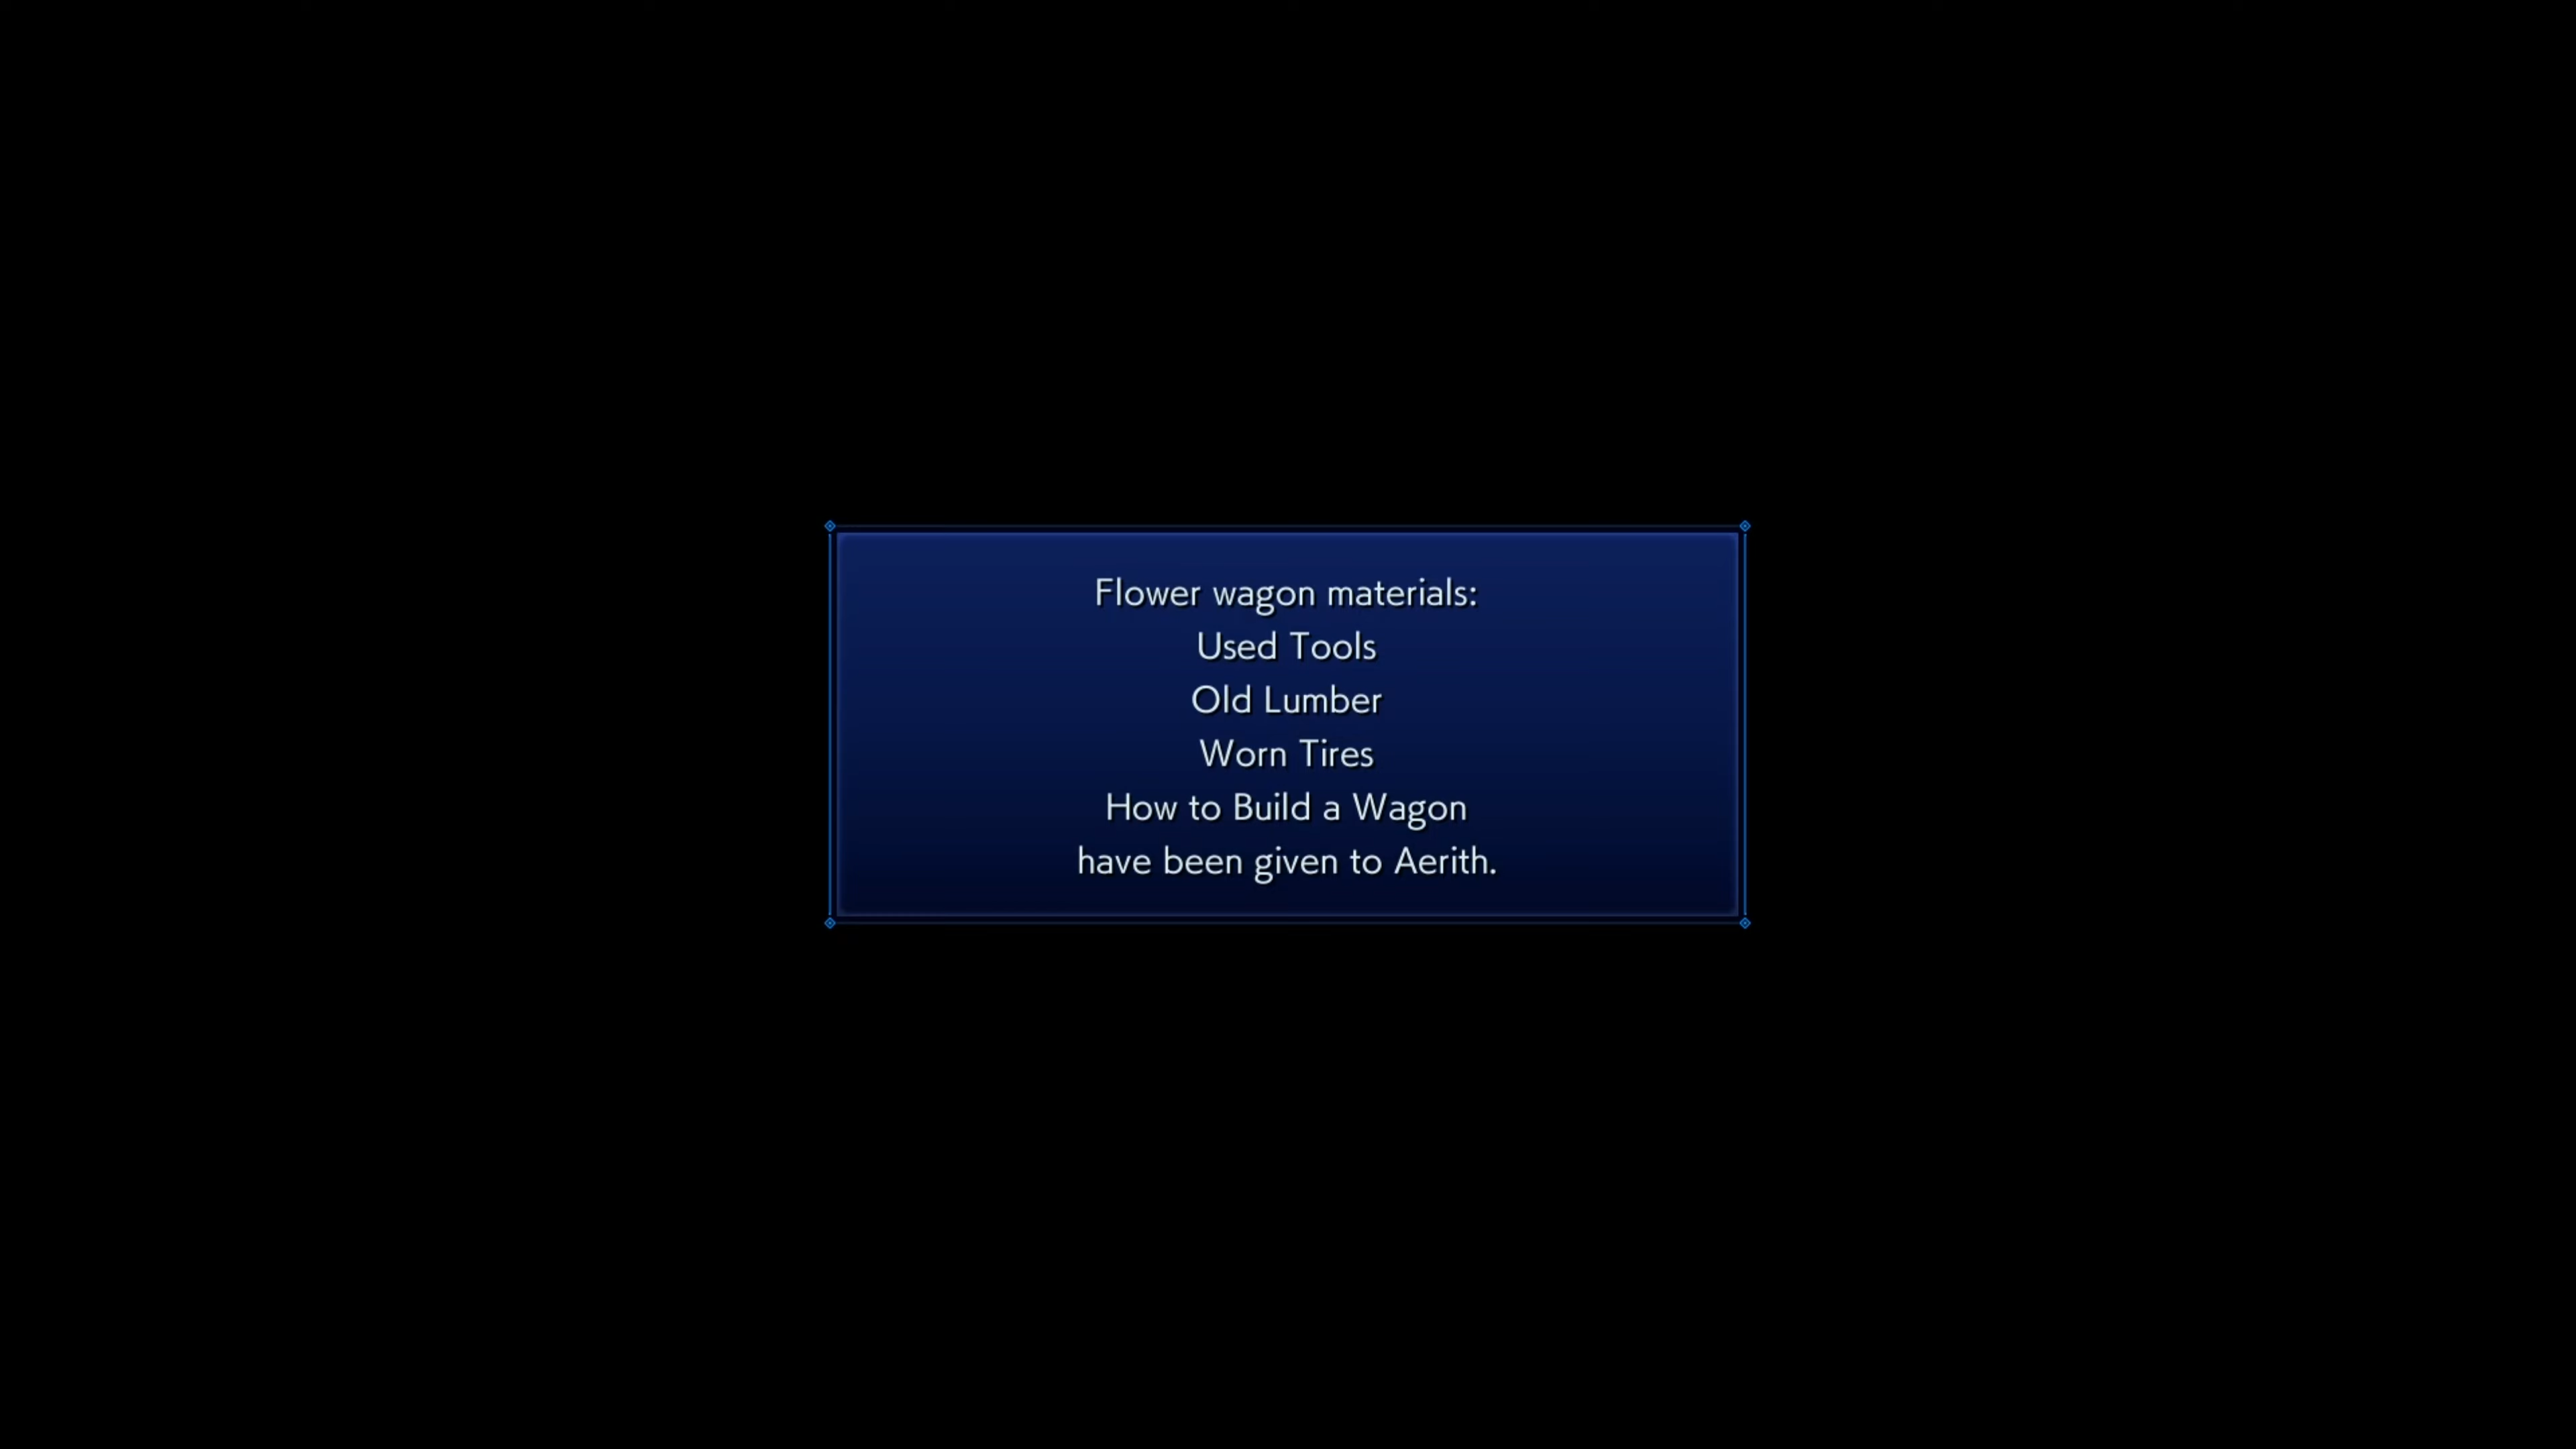 Flower wagon materials:
Used Tools
Old Lumber
Worn Tires
How to Build a Wagon
have been given to Aerith.